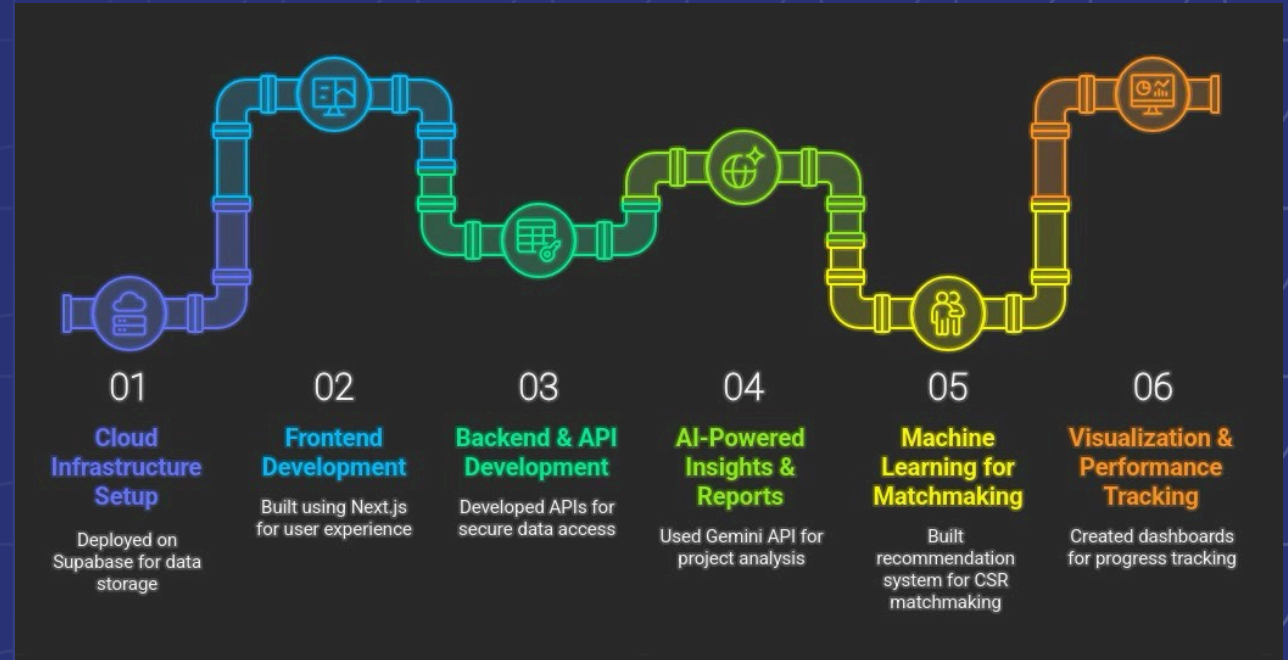 01
Cloud
Infrastructure
Setup
Deployed on
Supabase for data
storage
02
Frontend
Development
Built using Next.js
for user experience
03
Backend & API
Development
Developed APIs for
secure data access
04
AI-Powered
Insights &
Reports
Used Gemini API for
project analysis
05
Machine
Learning for
Matchmaking
Built
recommendation
system for CSR
matchmaking
06
Visualization &
Performance
Tracking
Created dashboards
for progress tracking